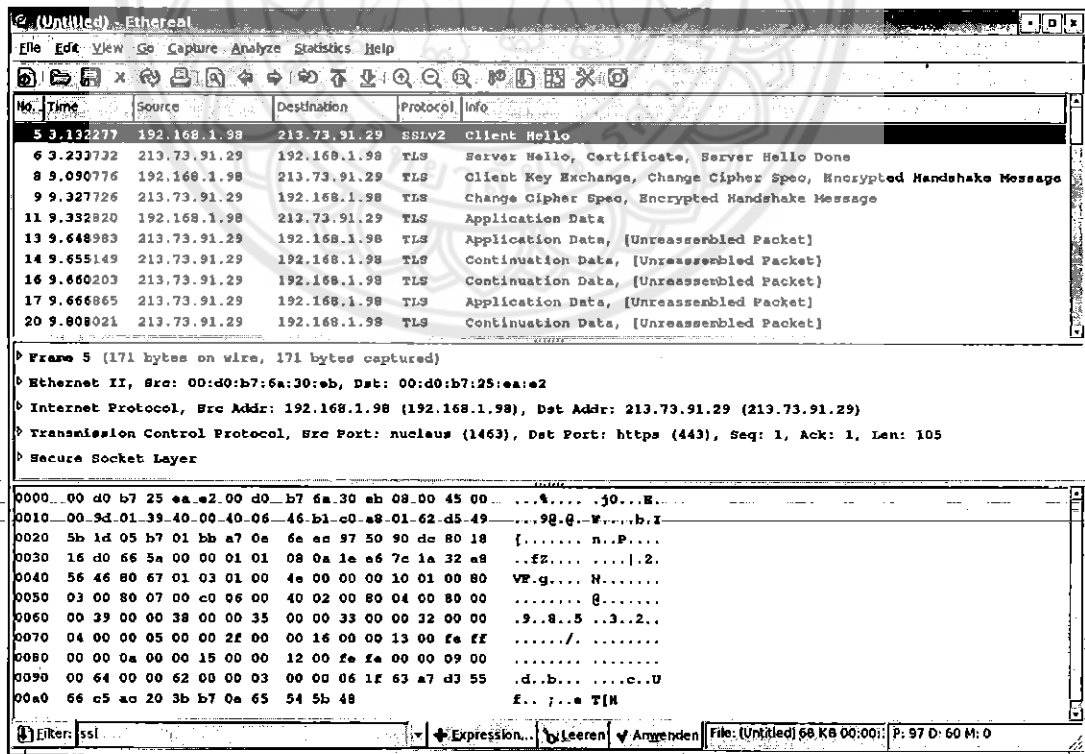 (Untitled) - Ethereal
File Edit View Go Capture Analyze Statistics Help
No. Time Source Destination Protocol Info
5 3.132277 192.168.1.98 213.73.91.29 SSLv2 Client Hello
6 3.233732 213.73.91.29 192.168.1.98 TLS Server Hello, Certificate, Server Hello Done
8 9.090776 192.168.1.98 213.73.91.29 TLS Client Key Exchange, Change Cipher Spec, Encrypted Handshake Message
9 9.327726 213.73.91.29 192.168.1.98 TLS Change Cipher Spec, Encrypted Handshake Message
11 9.332820 192.168.1.98 213.73.91.29 TLS Application Data
13 9.648983 213.73.91.29 192.168.1.98 TLS Application Data, [Unreassembled Packet]
14 9.655149 213.73.91.29 192.168.1.98 TLS Continuation Data, [Unreassembled Packet]
16 9.660203 213.73.91.29 192.168.1.98 TLS Continuation Data, [Unreassembled Packet]
17 9.666865 213.73.91.29 192.168.1.98 TLS Application Data, [Unreassembled Packet]
20 9.808021 213.73.91.29 192.168.1.98 TLS Continuation Data, [Unreassembled Packet]
Frame 5 (171 bytes on wire, 171 bytes captured)
Ethernet II, Src: 00:d0:b7:6a:30:eb, Dst: 00:d0:b7:25:ea:e2
Internet Protocol, Src Addr: 192.168.1.98 (192.168.1.98), Dst Addr: 213.73.91.29 (213.73.91.29)
Transmission Control Protocol, Src Port: nucleus (1463), Dst Port: https (443), Seq: 1, Ack: 1, Len: 105
Secure Socket Layer
0000 00 d0 b7 25 ea e2 00 d0 b7 6a 30 eb 08 00 45 00 ...%.... .j0...E.
0010 00 9d 01 39 40 00 40 06 46 b1 c0 a8 01 62 d5 49 ...9@.@. F....b.I
0020 5b 1d 05 b7 01 bb a7 0e 6e ec 97 50 90 dc 80 18 [....... n..P....
0030 16 d0 66 5a 00 00 01 01 08 0a 1e e6 7c 1a 32 e8 ..fZ.... ....|.2.
0040 56 46 80 67 01 03 01 00 4e 00 00 00 10 01 00 80 VF.g.... N.......
0050 03 00 80 07 00 c0 06 00 40 02 00 80 04 00 80 00 ........ @.......
0060 00 39 00 00 38 00 00 35 00 00 33 00 00 32 00 00 .9..8..5 ..3..2..
0070 04 00 00 05 00 00 2f 00 00 16 00 00 13 00 fe ff ....../. ........
0080 00 00 0a 00 00 15 00 00 12 00 fe fe 00 00 09 00 ........ ........
0090 00 64 00 00 62 00 00 03 00 00 06 1f 63 a7 d3 55 .d..b... ....c..U
00a0 66 c5 ac 20 3b b7 0e 65 54 5b 48 f.. ;..e T[H
Filter: ssl Expression... Leeren Anwenden File: (Untitled) 68 KB 00:00: P: 97 D: 60 M: 0